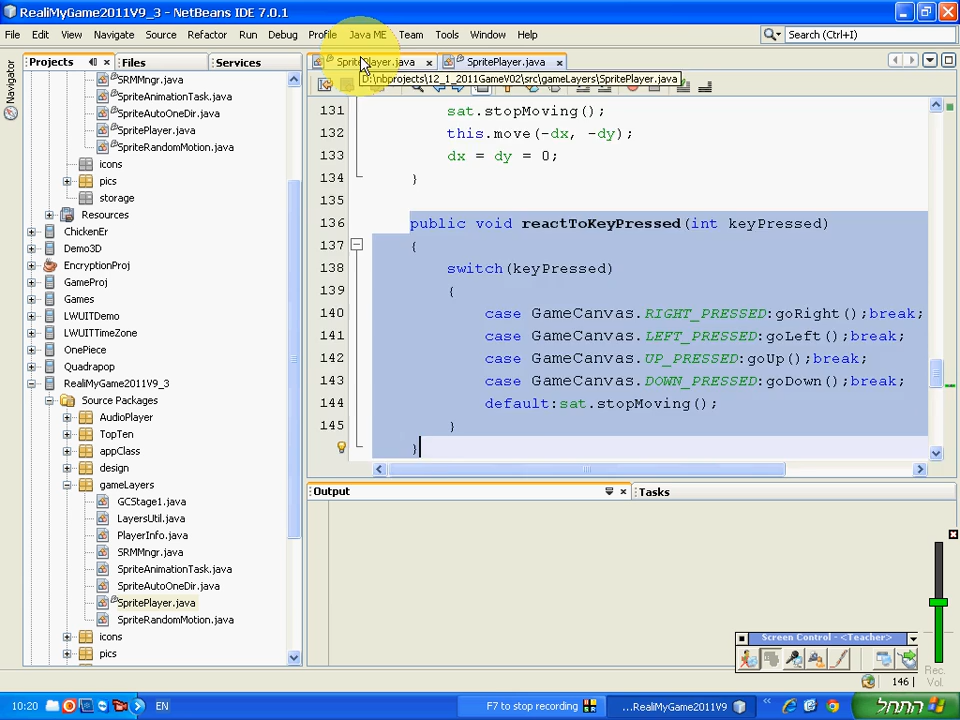 RealiMyGame2011V9_3 - NetBeans IDE 7.0.1
File Edit View Navigate Source Refactor Run Debug Profile Java ME Team Tools Window Help
Search (Ctrl+I)
Projects Files Services
SpritePlayer.java SpritePlayer.java
D:\nbprojects\12_1_2011GameV02\src\gameLayers\SpritePlayer.java
Navigator
SRMMngr.java
SpriteAnimationTask.java
SpriteAutoOneDir.java
SpritePlayer.java
SpriteRandomMotion.java
icons
pics
storage
Resources
ChickenEr
Demo3D
EncryptionProj
GameProj
Games
LWUITDemo
LWUITTimeZone
OnePiece
Quadrapop
RealiMyGame2011V9_3
Source Packages
AudioPlayer
TopTen
appClass
design
gameLayers
GCStage1.java
LayersUtil.java
PlayerInfo.java
SRMMngr.java
SpriteAnimationTask.java
SpriteAutoOneDir.java
SpritePlayer.java
SpriteRandomMotion.java
icons
pics
131 sat.stopMoving();
132 this.move(-dx, -dy);
133 dx = dy = 0;
134 }
135
136 public void reactToKeyPressed(int keyPressed)
137 {
138 switch(keyPressed)
139 {
140 case GameCanvas.RIGHT_PRESSED:goRight();break;
141 case GameCanvas.LEFT_PRESSED:goLeft();break;
142 case GameCanvas.UP_PRESSED:goUp();break;
143 case GameCanvas.DOWN_PRESSED:goDown();break;
144 default:sat.stopMoving();
145 }
}
Output Tasks
Screen Control - <Teacher>
Rec.
Vol.
146
10:20 EN F7 to stop recording ...RealiMyGame2011V9 התחל